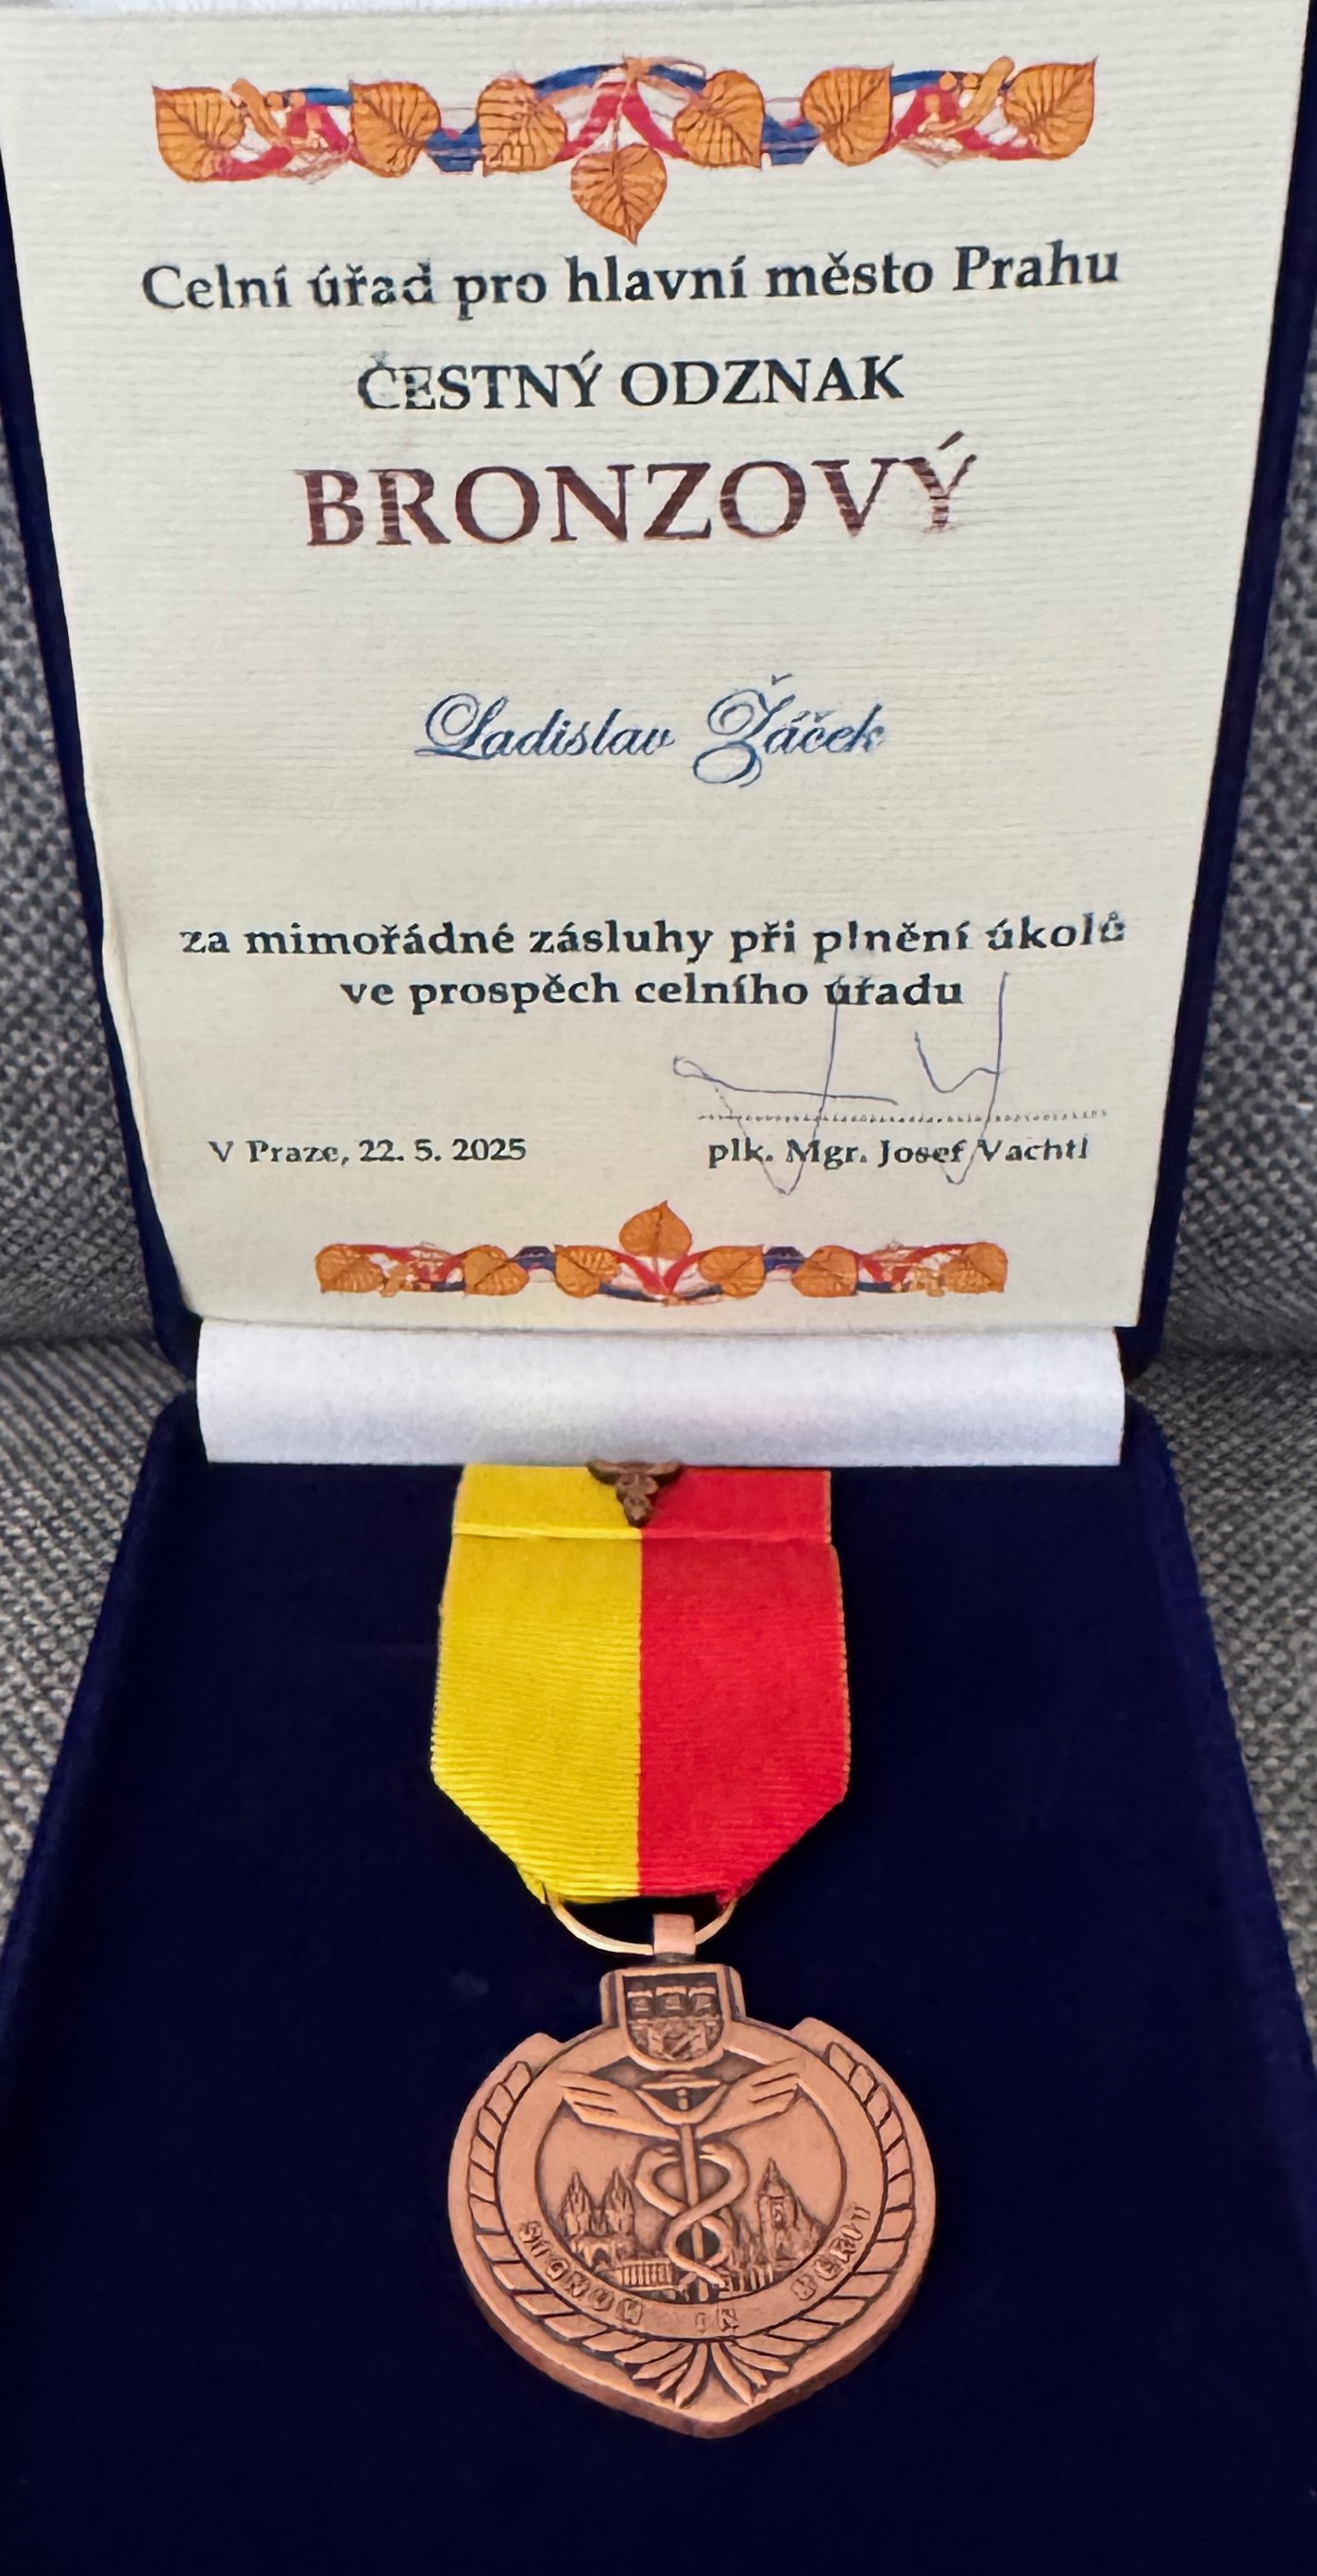 Celní úřad pro hlavní město Prahu
ČESTNÝ ODZNAK
BRONZOVÝ
Ladislav Žáček
za mimořádné zásluhy při plnění úkolů
ve prospěch celního úřadu
V Praze, 22. 5. 2025
plk. Mgr. Josef Vachtl